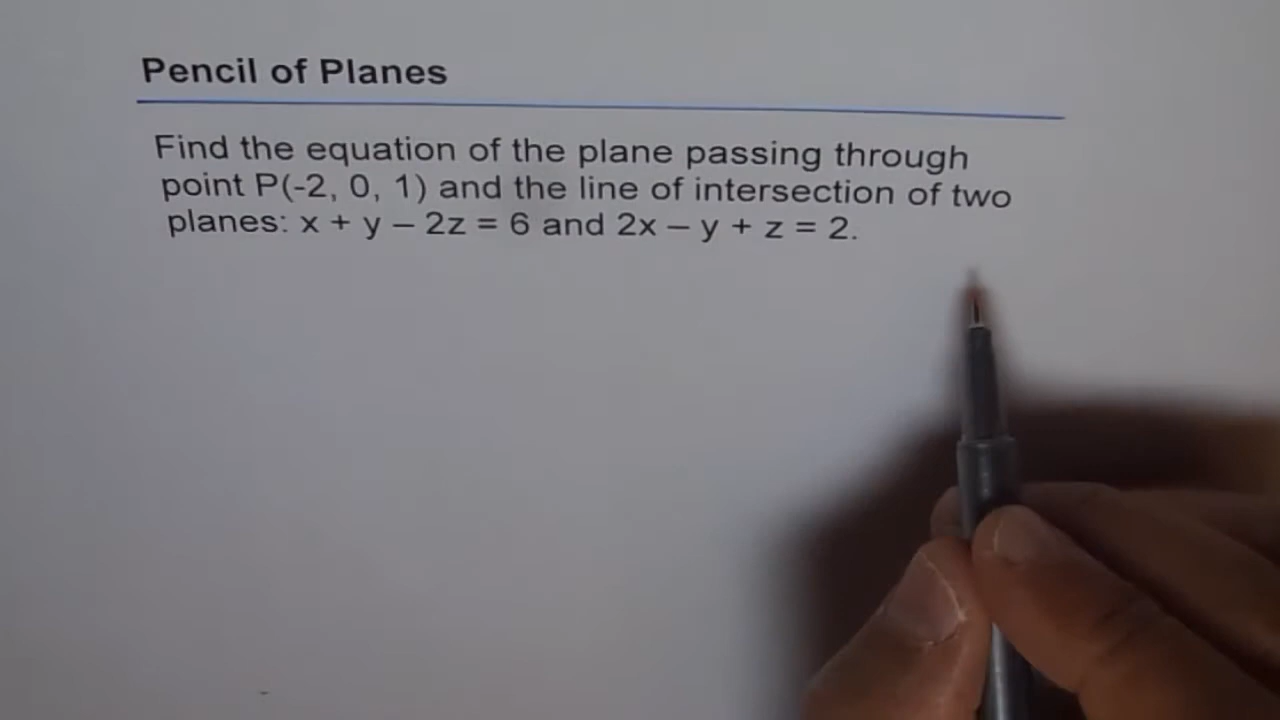 Pencil of Planes
Find the equation of the plane passing through
point P(-2, 0, 1) and the line of intersection of two
planes: x + y – 2z = 6 and 2x – y + z = 2.